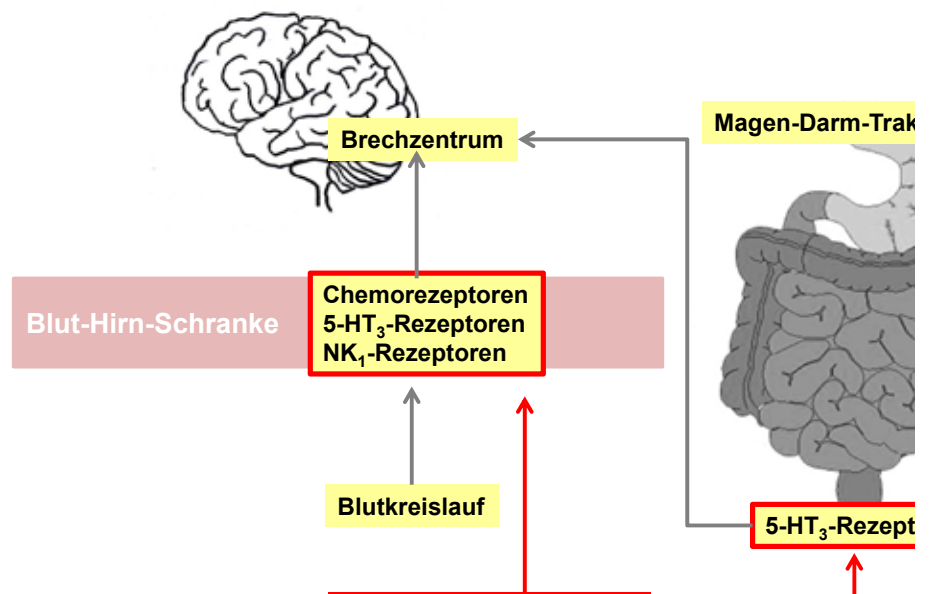 Brechzentrum
Magen-Darm-Trak
Blut-Hirn-Schranke
Chemorezeptoren
5-HT₃-Rezeptoren
NK₁-Rezeptoren
Blutkreislauf
5-HT₃-Rezept